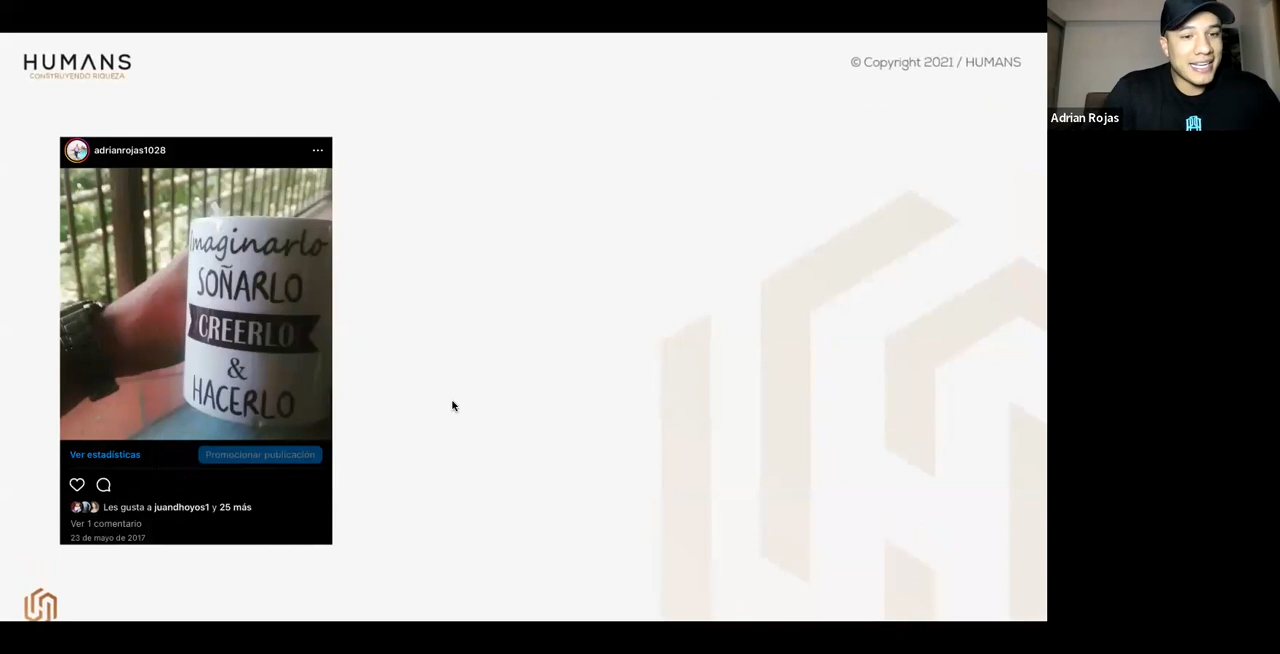 HUMANS
CONSTRUYENDO RIQUEZA
© Copyright 2021 / HUMANS
Adrian Rojas
adrianrojas1028
Imaginarlo
SOÑARLO
CREERLO
&
HACERLO
Ver estadísticas
Promocionar publicación
Les gusta a juandhoyos1 y 25 más
Ver 1 comentario
23 de mayo de 2017